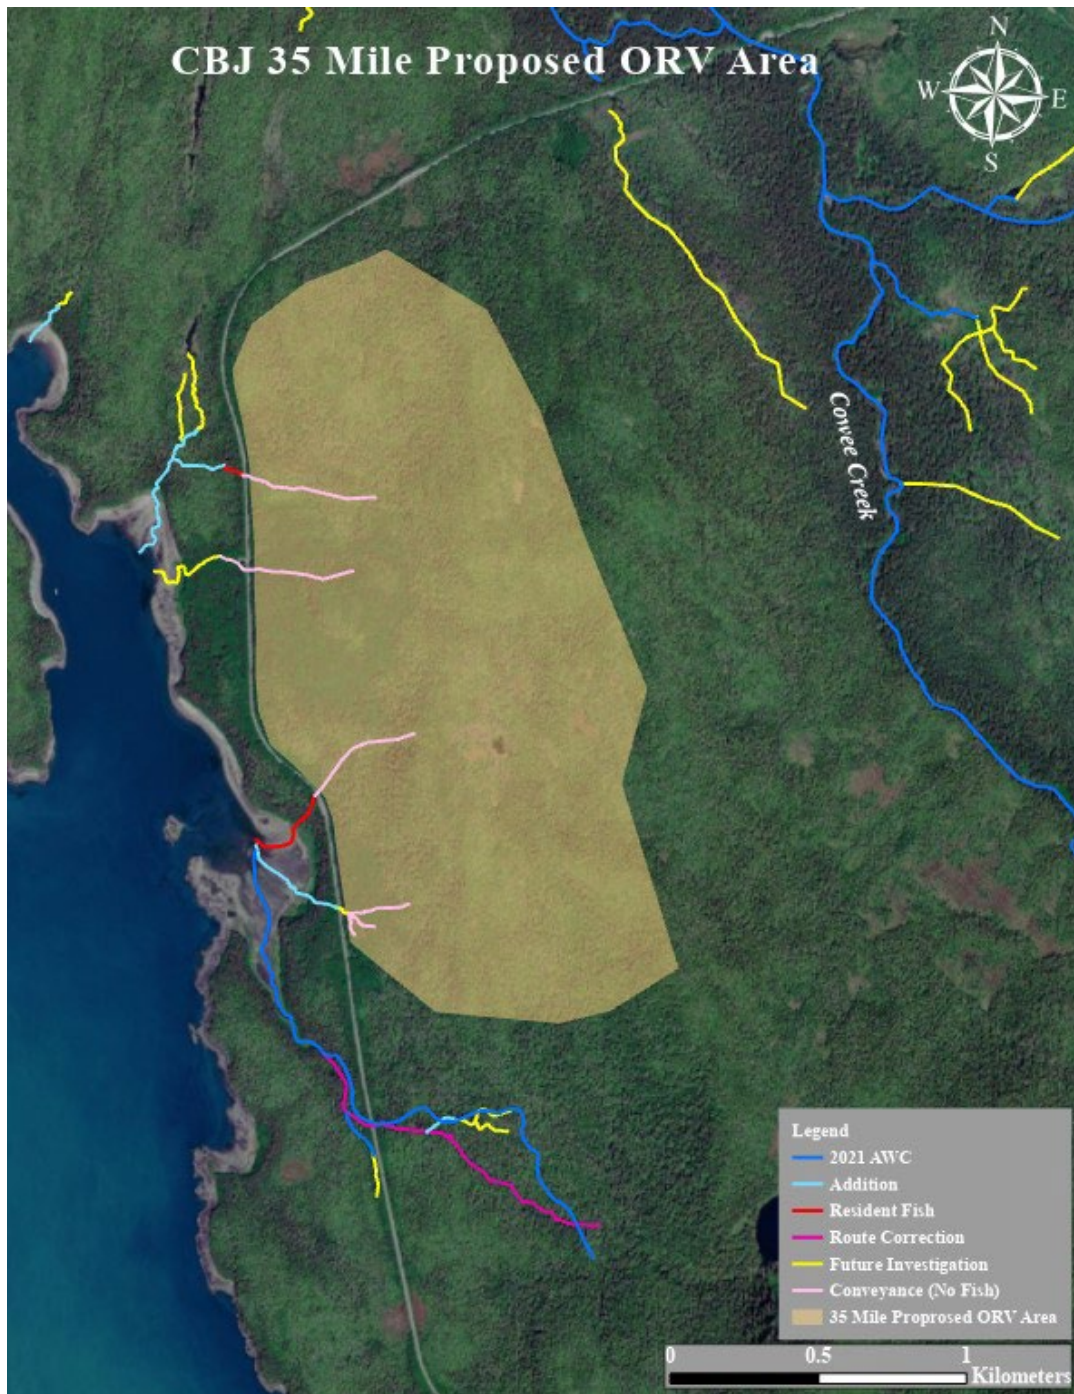 CBJ 35 Mile Proposed ORV Area
N
W E
S
Cowee Creek
Legend
2021 AWC
Addition
Resident Fish
Route Correction
Future Investigation
Conveyance (No Fish)
35 Mile Proprosed ORV Area
0 0.5 1
Kilometers